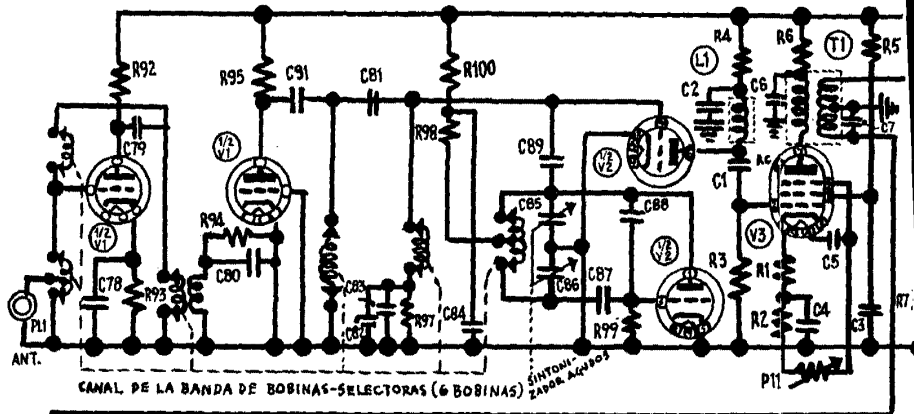 R92
R95
C91
C81
R100
R4
L1
R6
T1
R5
C2
C6
C7
C79
1/2 V1
R98
C89
1/2 V2
C1
V3
1/2 V1
R94
C80
C85
C88
C86
C87
1/2 V2
R3
R1
C5
C78
R93
C83
C82
R97
C84
R99
R2
C4
C3
R7
PL1
ANT.
P11
CANAL DE LA BANDA DE BOBINAS-SELECTORAS (6 BOBINAS)
SINTONI-
ZADOR AGUDOS